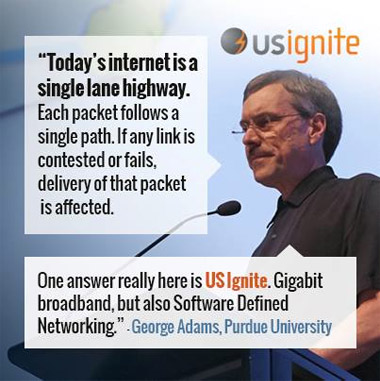 usignite
“Today’s internet is a
single lane highway.
Each packet follows a
single path. If any link is
contested or fails,
delivery of that packet
is affected.
One answer really here is US Ignite. Gigabit
broadband, but also Software Defined
Networking.” - George Adams, Purdue University